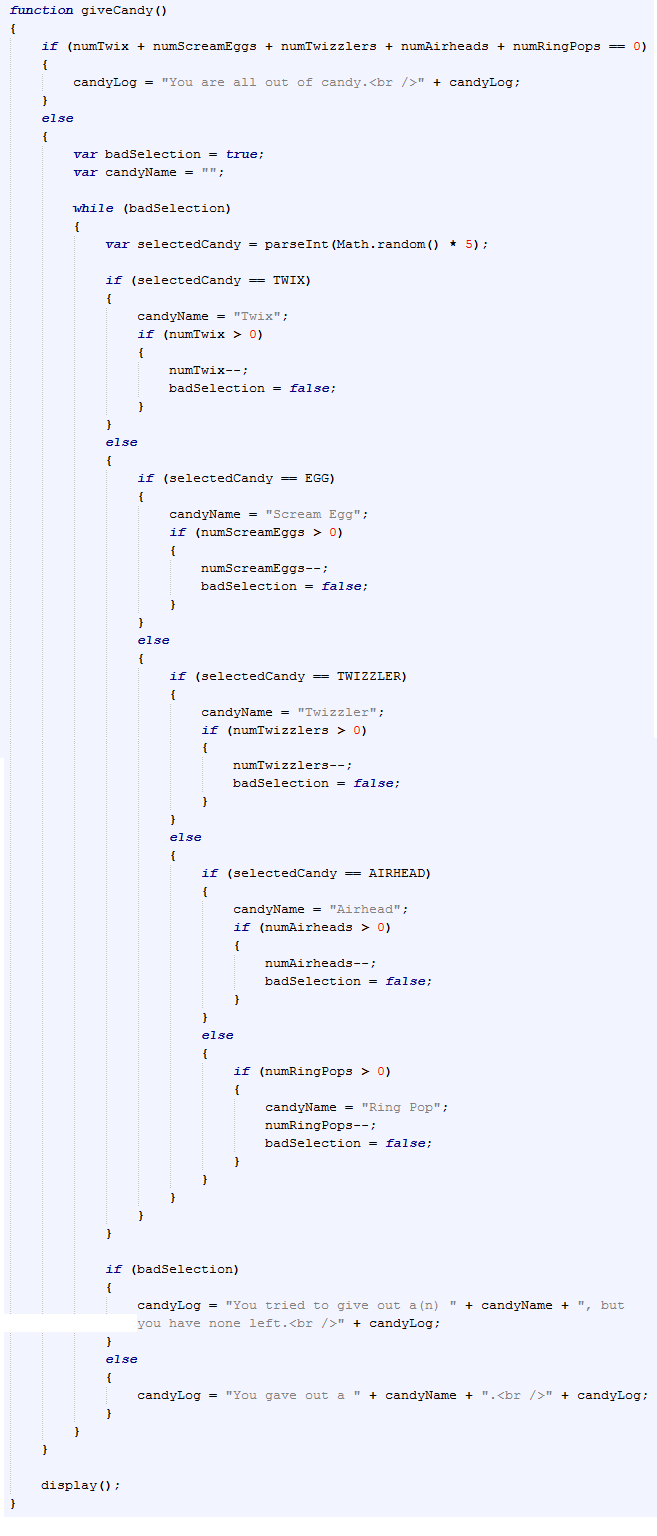 function giveCandy()
{
    if (numTwix + numScreamEggs + numTwizzlers + numAirheads + numRingPops == 0)
    {
        candyLog = "You are all out of candy.<br />" + candyLog;
    }
    else
    {
        var badSelection = true;
        var candyName = "";

        while (badSelection)
        {
            var selectedCandy = parseInt(Math.random() * 5);

            if (selectedCandy == TWIX)
            {
                candyName = "Twix";
                if (numTwix > 0)
                {
                    numTwix--;
                    badSelection = false;
                }
            }
            else
            {
                if (selectedCandy == EGG)
                {
                    candyName = "Scream Egg";
                    if (numScreamEggs > 0)
                    {
                        numScreamEggs--;
                        badSelection = false;
                    }
                }
                else
                {
                    if (selectedCandy == TWIZZLER)
                    {
                        candyName = "Twizzler";
                        if (numTwizzlers > 0)
                        {
                            numTwizzlers--;
                            badSelection = false;
                        }
                    }
                    else
                    {
                        if (selectedCandy == AIRHEAD)
                        {
                            candyName = "Airhead";
                            if (numAirheads > 0)
                            {
                                numAirheads--;
                                badSelection = false;
                            }
                        }
                        else
                        {
                            if (numRingPops > 0)
                            {
                                candyName = "Ring Pop";
                                numRingPops--;
                                badSelection = false;
                            }
                        }
                    }
                }
            }

            if (badSelection)
            {
                candyLog = "You tried to give out a(n) " + candyName + ", but
                you have none left.<br />" + candyLog;
            }
            else
            {
                candyLog = "You gave out a " + candyName + ".<br />" + candyLog;
            }
        }
    }

    display();
}